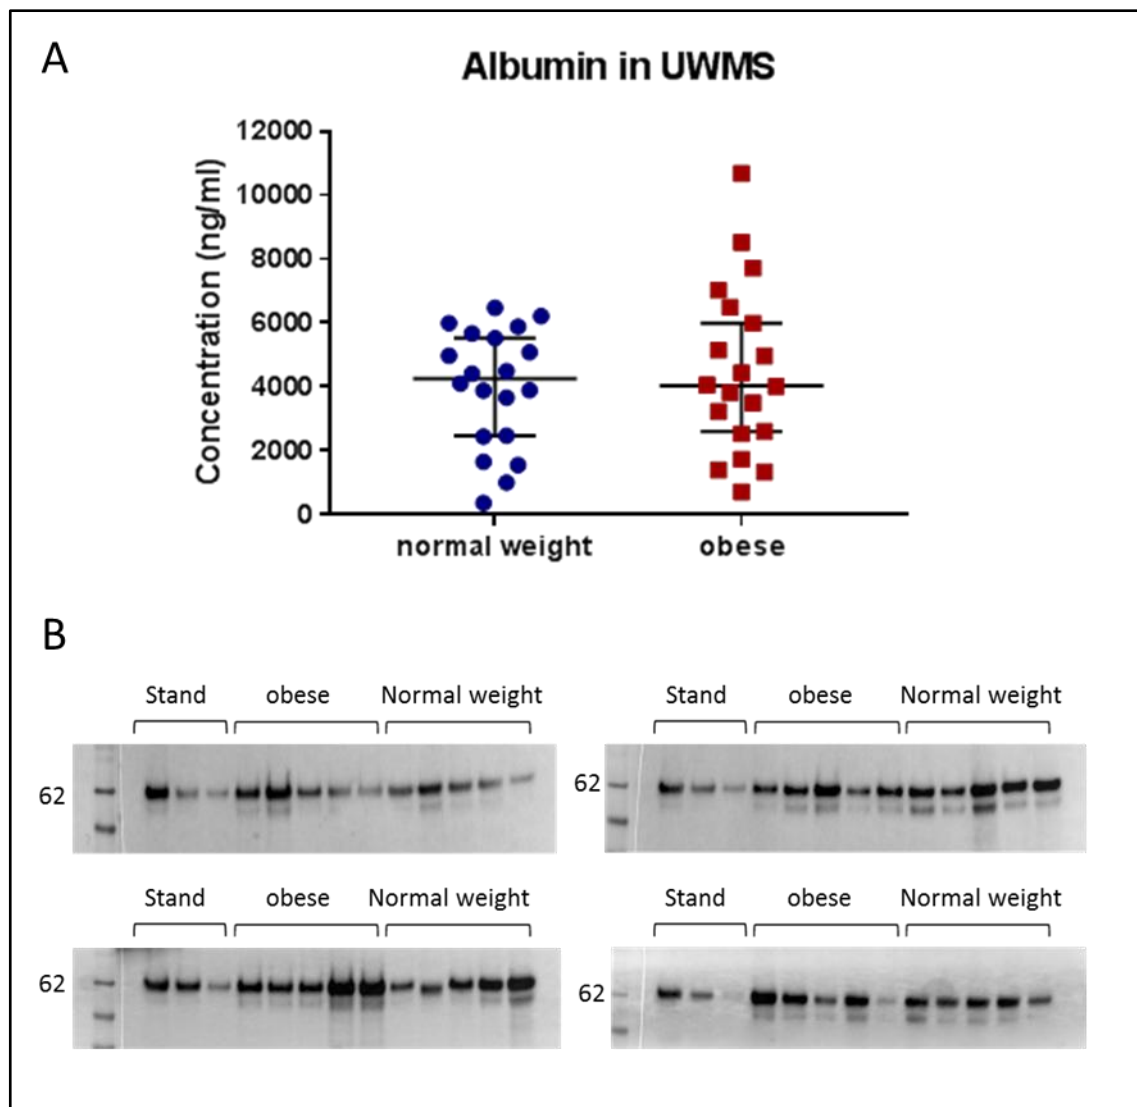 A
Albumin in UWMS
12000
10000
8000
6000
4000
2000
0
Concentration (ng/ml)
normal weight obese
B
Stand obese Normal weight
62
Stand obese Normal weight
62
Stand obese Normal weight
62
Stand obese Normal weight
62